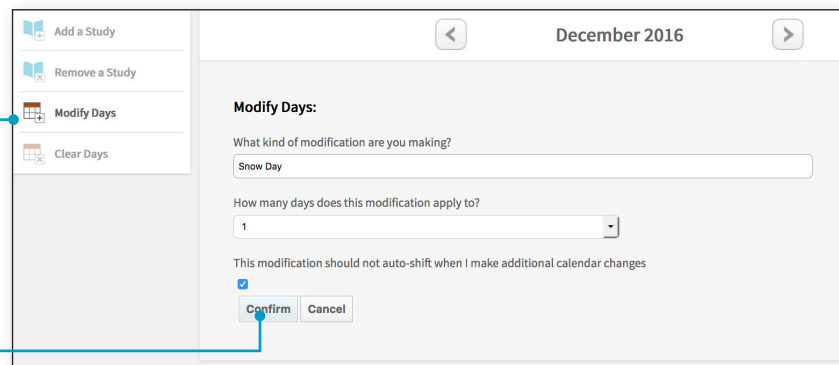 Add a Study
Remove a Study
Modify Days
Clear Days
December 2016
Modify Days:
What kind of modification are you making?
Snow Day
How many days does this modification apply to?
1
This modification should not auto-shift when I make additional calendar changes
Confirm Cancel